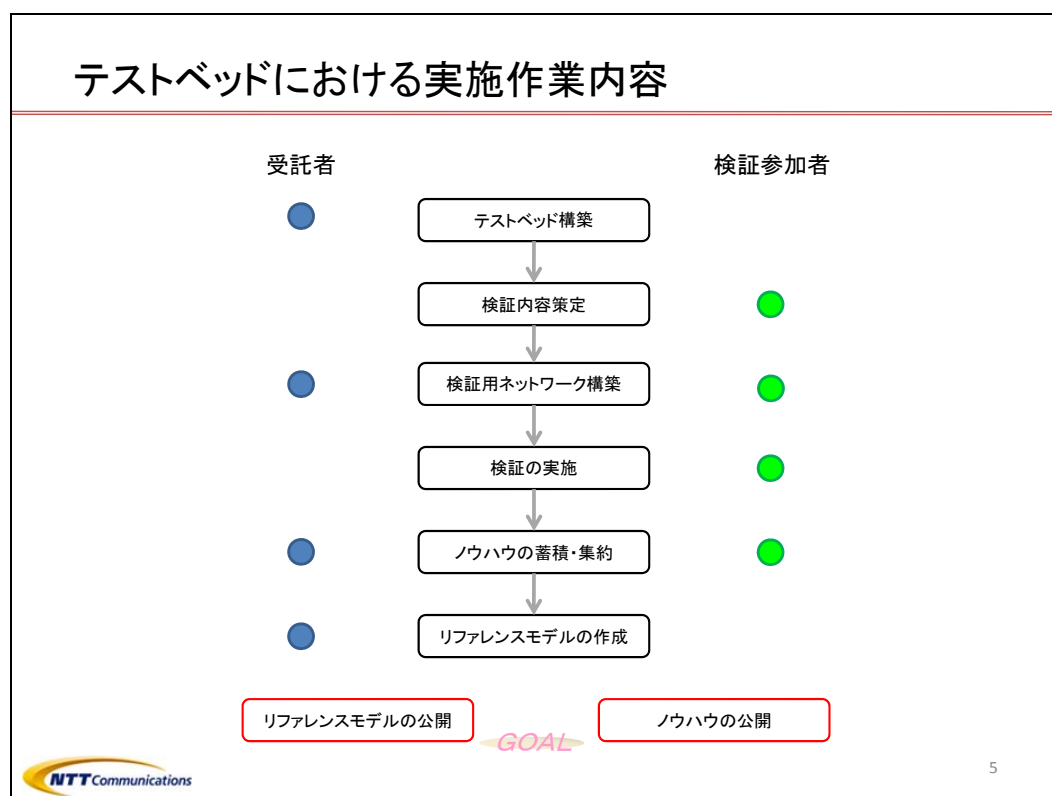 テストベッドにおける実施作業内容
受託者
検証参加者
テストベッド構築
検証内容策定
検証用ネットワーク構築
検証の実施
ノウハウの蓄積・集約
リファレンスモデルの作成
リファレンスモデルの公開
ノウハウの公開
GOAL
NTT Communications
5